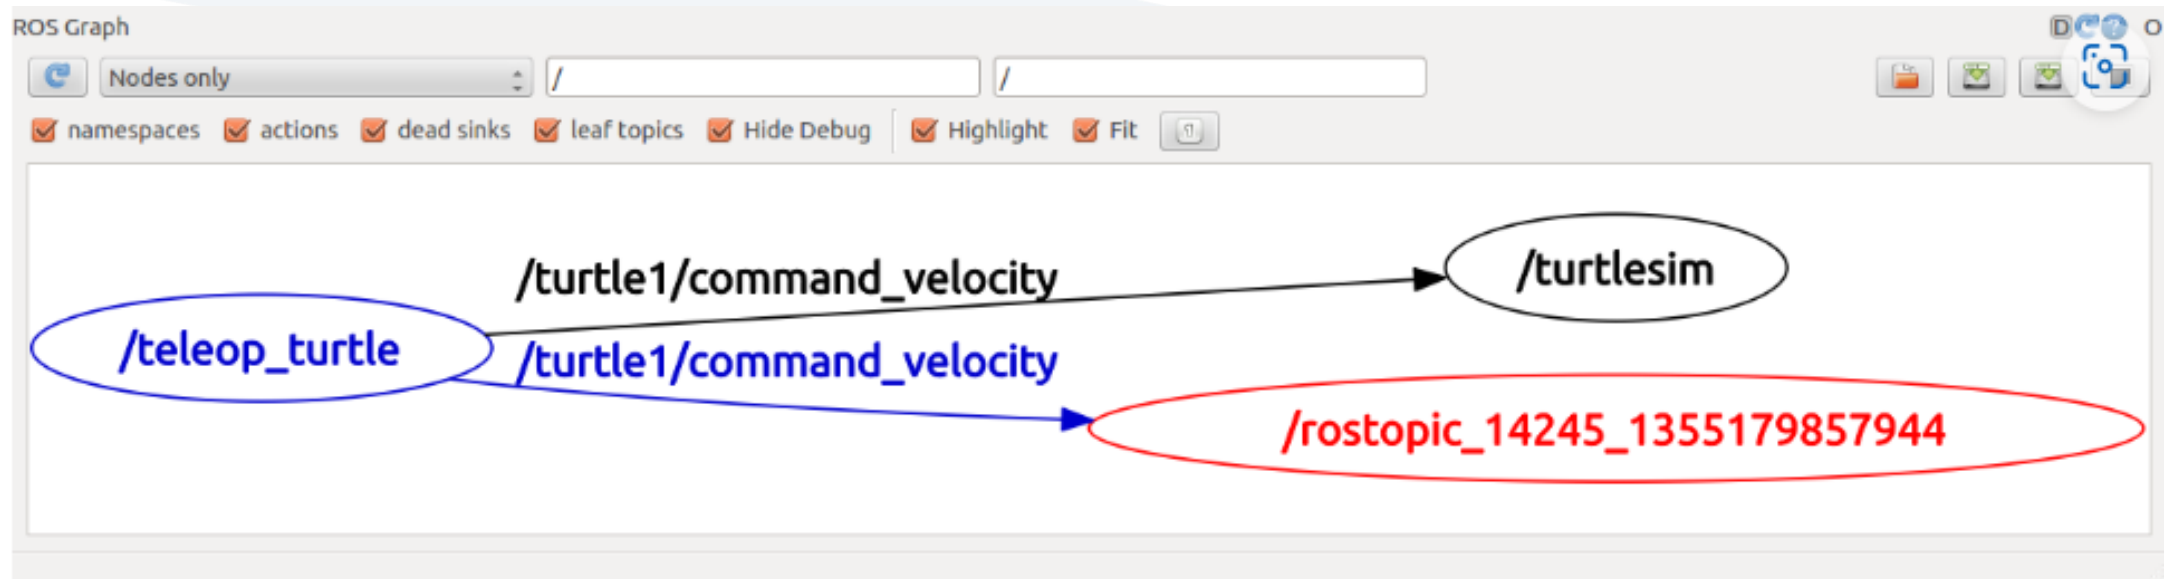 ROS Graph
D ? O
Nodes only / /
namespaces actions dead sinks leaf topics Hide Debug Highlight Fit
/turtlesim
/turtle1/command_velocity
/teleop_turtle
/turtle1/command_velocity
/rostopic_14245_1355179857944